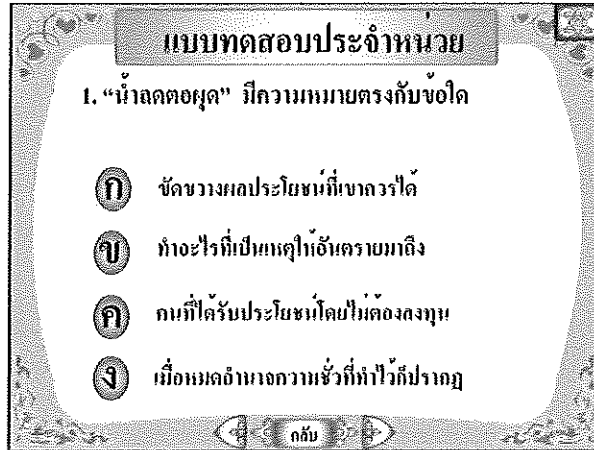 แบบทดสอบประจำหน่วย
1. “น้ำลดตอผุด” มีความหมายตรงกับข้อใด
ก ขัดขวางผลประโยชน์ที่เขาควรได้
ข ทำอะไรที่เป็นเหตุให้อันตรายมาถึง
ค คนที่ได้รับประโยชน์โดยไม่ต้องลงทุน
ง เมื่อหมดอำนาจความชั่วที่ทำไว้ก็ปรากฏ
กลับ